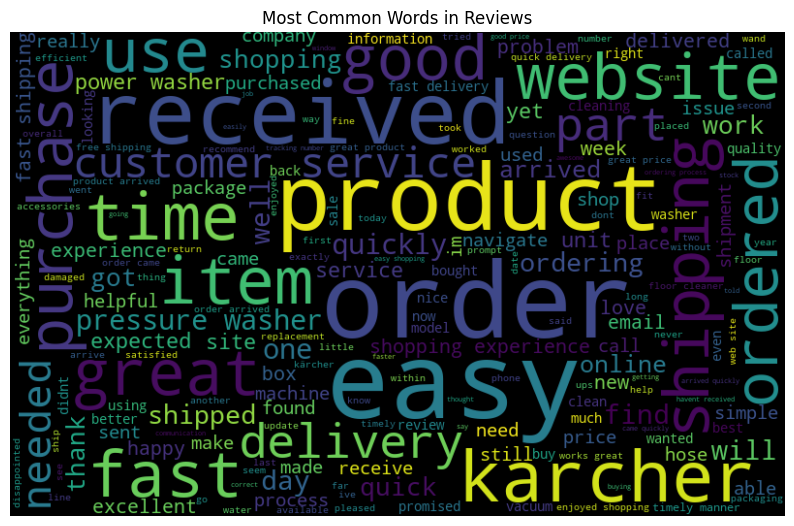 Most Common Words in Reviews
really
use
company
shopping
good
information
tried
problem
delivered
number
quick delivery
right
good price
wand
called
efficient
power washer
purchased
fast delivery
website
fast shipping
looking
received
fine
took
yet
part
cleaning
issue
cant
second
placed
work
overall
job
easily
free shipping
way
recommend
tracking number
great product
worked
question
week
quality
purchase
customer service
used
arrived
great price
awesome
ordering process
stock
product arrived
went
package
back
enjoyed
sale
today
product
shop
dont
fit
washer
shipping
shipment
ordered
accessories
time
well
going
first
exactly
quickly
in
navigate
unit
place
two
without
year
everything
experience
return
came
easy shopping
prompt
date
floor
damaged
order came
thing
got
item
service
bought
ordering
floor cleaner
told
helpful
order arrived
nice
now
model
order
said
long
love
email
never
web site
pressure washer
replacement
expected
site
one
little
shopping experience
call
even
arrive
satisfied
kärcher
faster
great
box
within
easy
phone
online
ups
new
getting
arrived quickly
needed
didnt
using
another
machine
know
thought
clean
help
havent received
simple
thank
better
shipped
found
update
timely
review
say
much
find
best
disappointed
ship
sent
communication
happy
make
delivery
need
still
buy
price
works great
wanted
came quickly
hose
will
see
fast
last
made
receive
day
seem
correct
far
karcher
able
line
excellent
go
water
process
available
ive
quick
pleased
promised
vacuum
buying
enjoyed shopping
timely manner
packaging